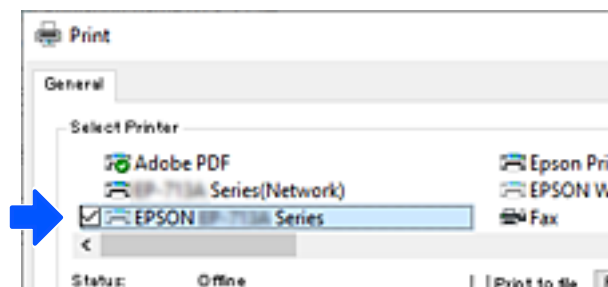 Print
General
Select Printer
Adobe PDF
Epson Pri
Series(Network)
EPSON W
EPSON Series
Fax
Status: Offline
Print to file